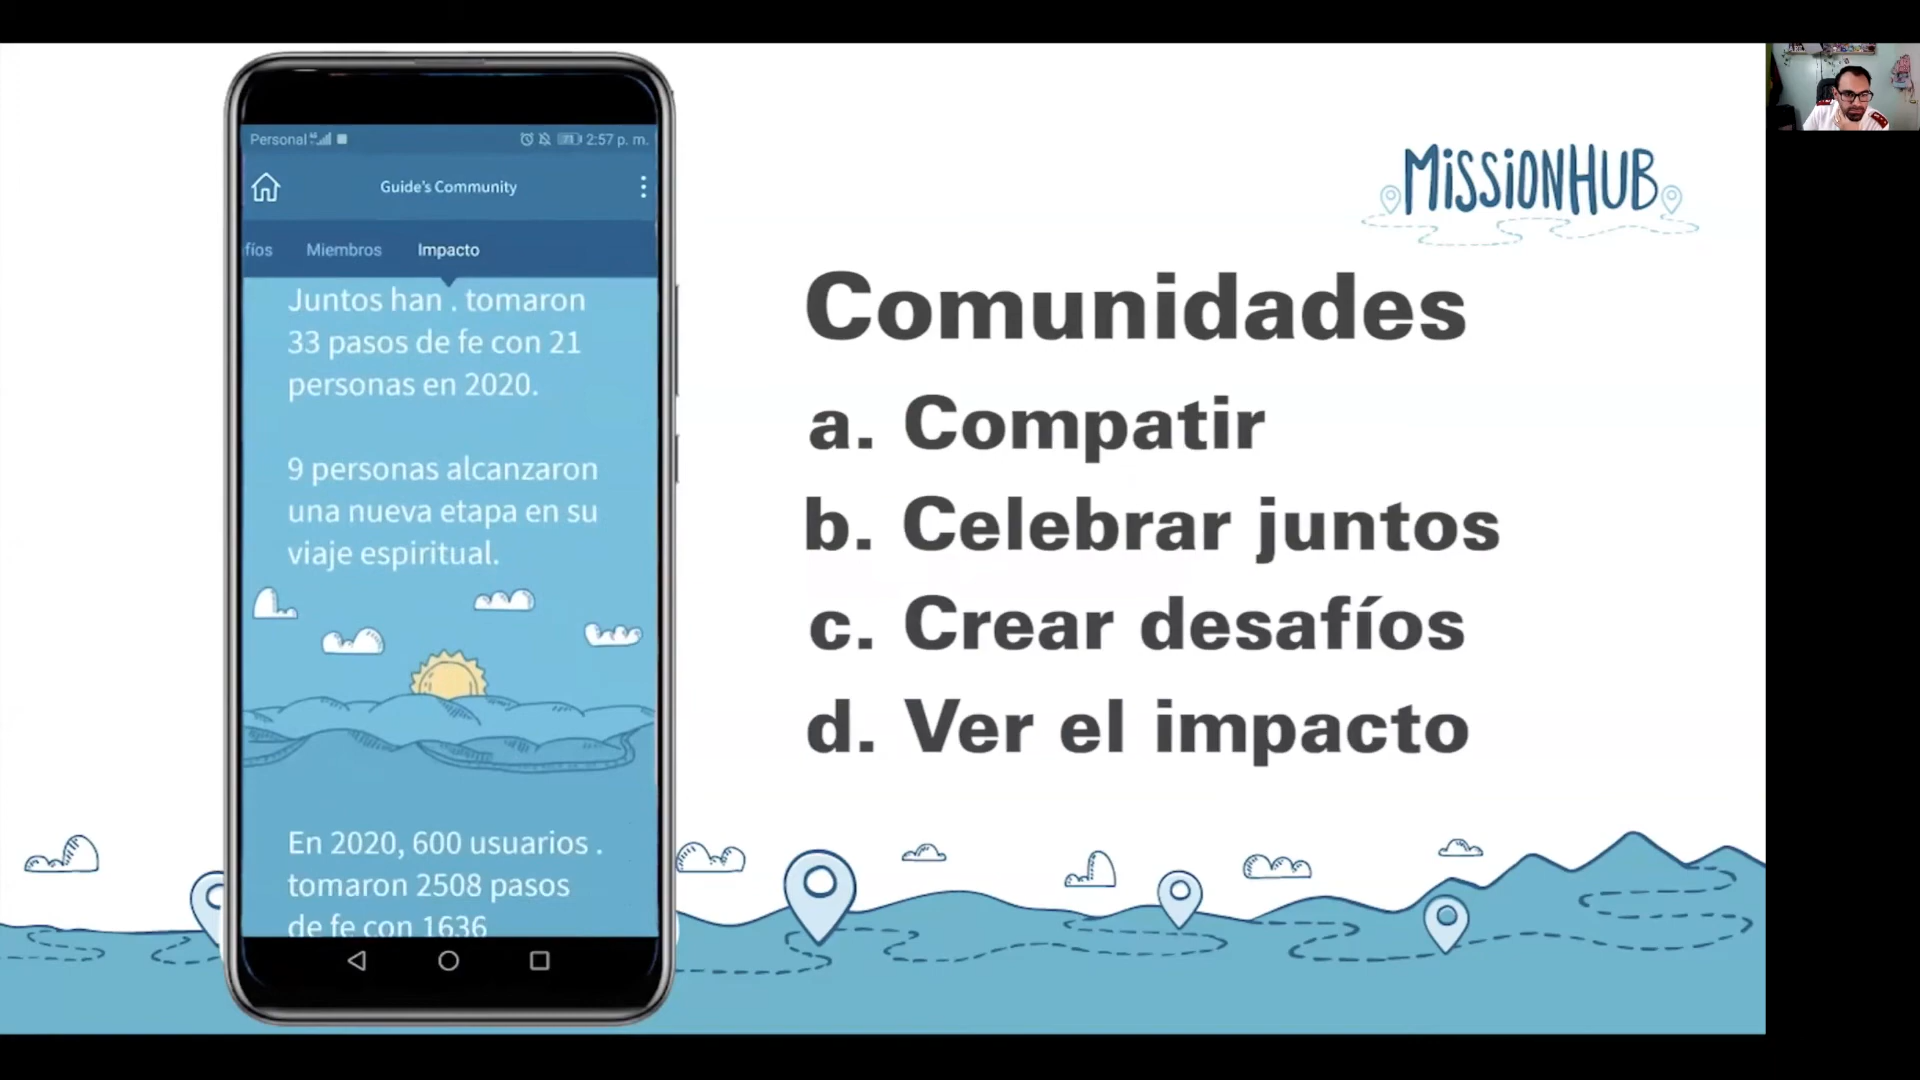 Personal
2:57 p. m.
Guide's Community
fíos Miembros Impacto
Juntos han . tomaron
33 pasos de fe con 21
personas en 2020.
9 personas alcanzaron
una nueva etapa en su
viaje espiritual.
En 2020, 600 usuarios .
tomaron 2508 pasos
de fe con 1636
MISSIONHUB
Comunidades
a. Compatir
b. Celebrar juntos
c. Crear desafíos
d. Ver el impacto